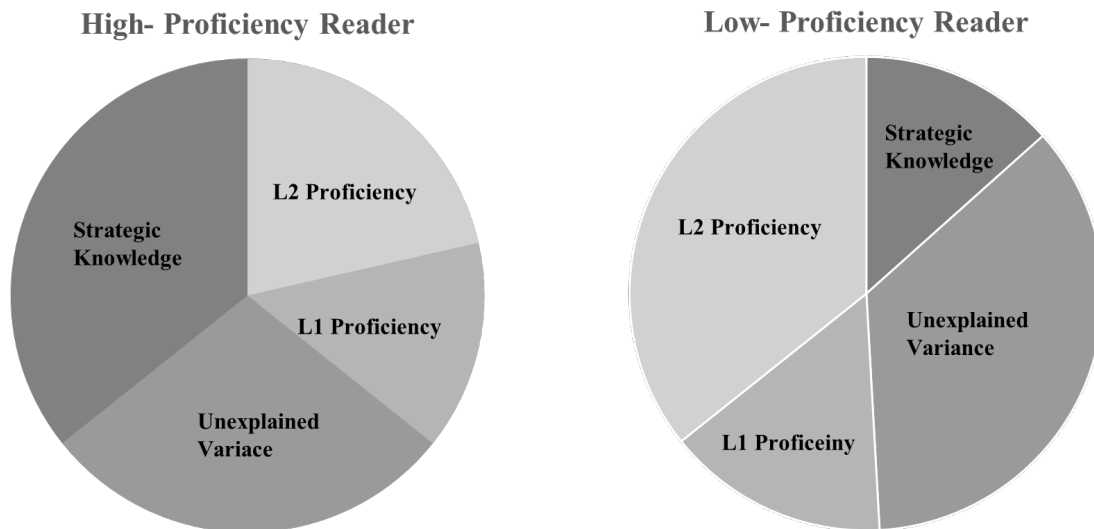 High- Proficiency Reader
L2 Proficiency
Strategic
Knowledge
L1 Proficiency
Unexplained
Variace
Low- Proficiency Reader
Strategic
Knowledge
L2 Proficiency
Unexplained
Variance
L1 Proficeiny